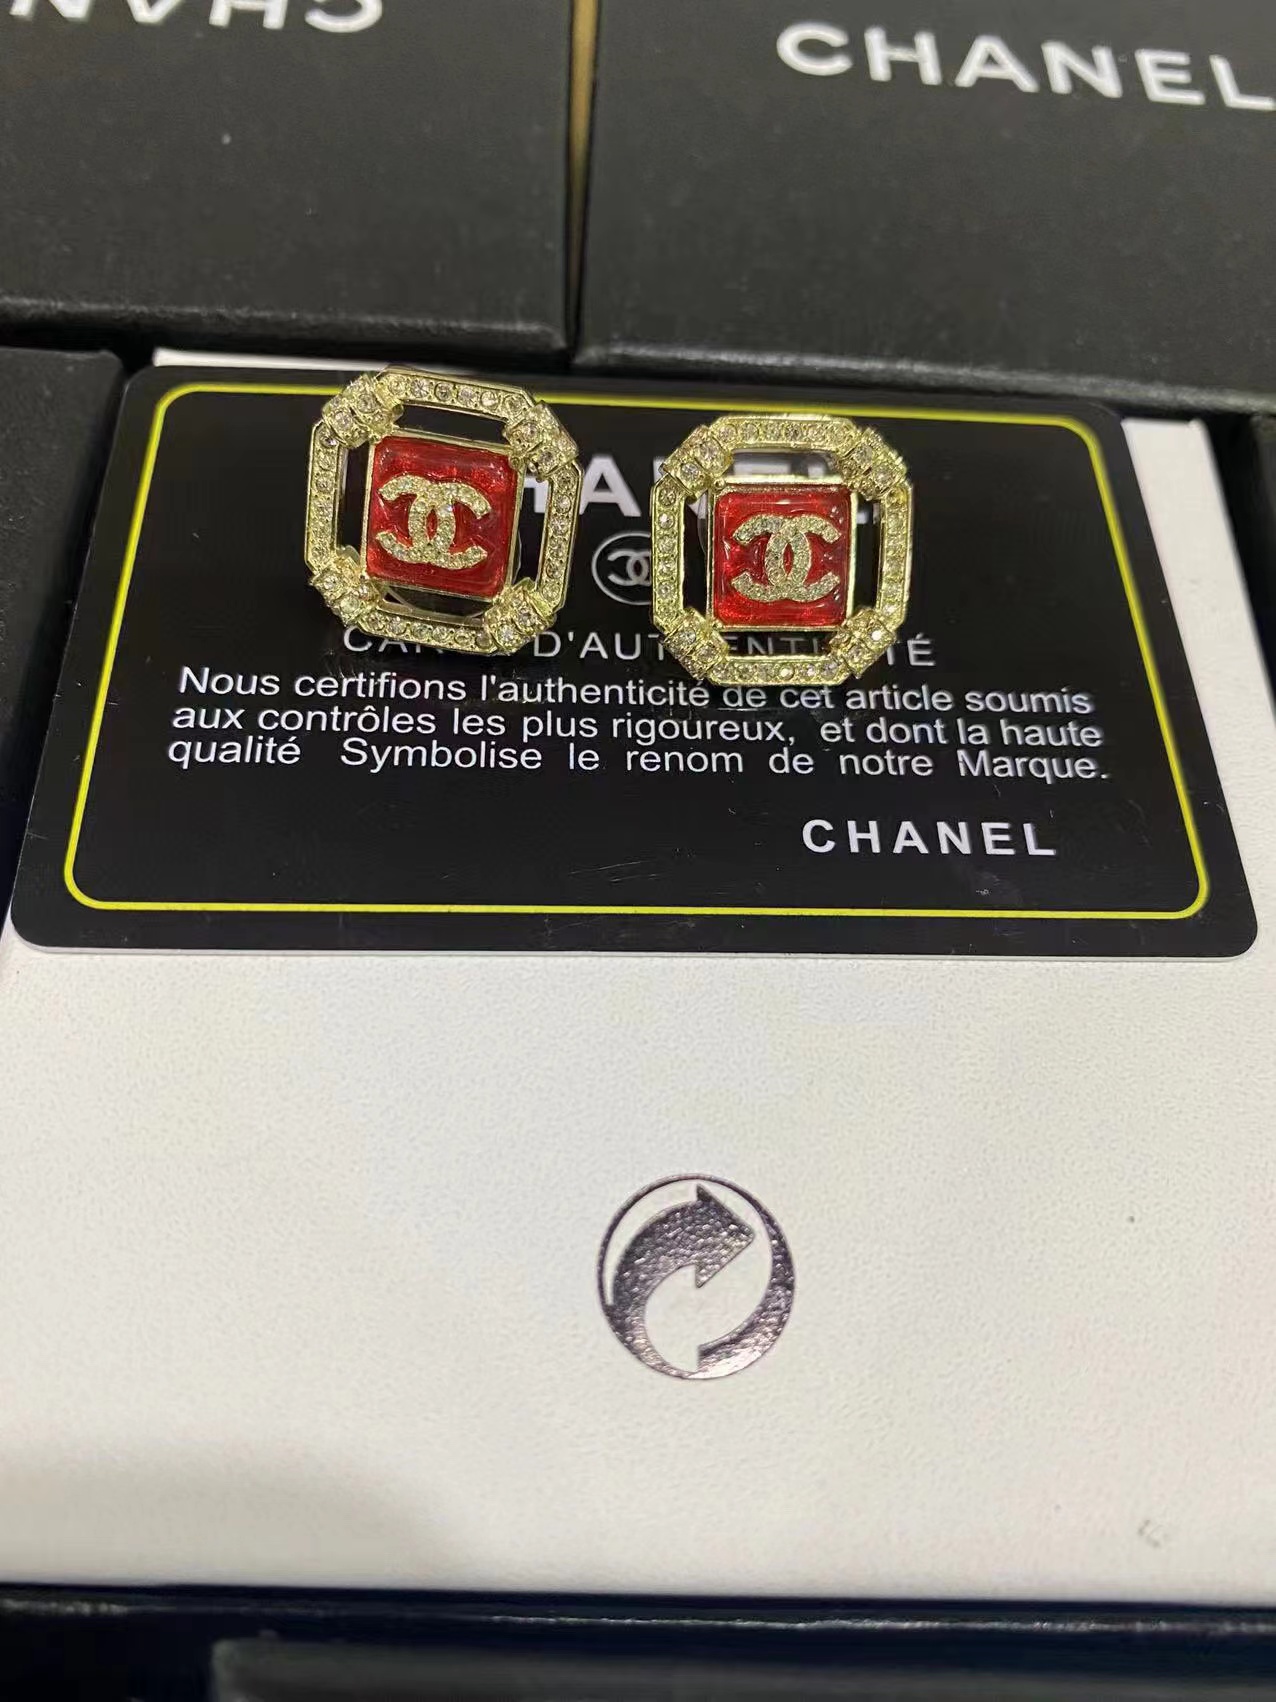 CHANEL
CHANEL
D'AUTHENTICITÉ
Nous certifions l'authenticité de cet article soumis
aux contrôles les plus rigoureux, et dont la haute
qualité Symbolise le renom de notre Marque.
CHANEL